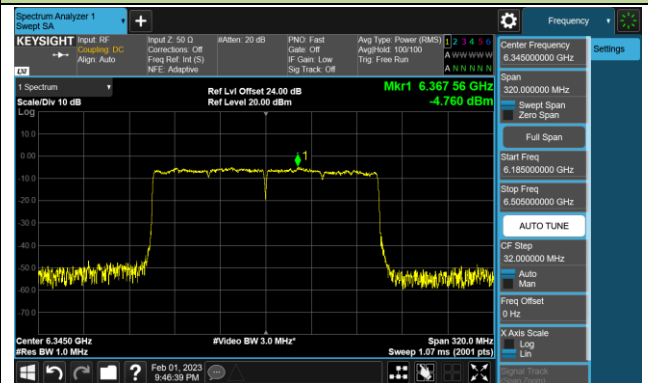 Spectrum Analyzer 1
Swept SA
+
Frequency
KEYSIGHT
Input: RF
Coupling: DC
Align: Auto
Input Z: 50 Ω
Corrections: Off
Freq Ref: Int (S)
NFE: Adaptive
#Atten: 20 dB
PNO: Fast
Gate: Off
IF Gain: Low
Sig Track: Off
Avg Type: Power (RMS)
Avg|Hold: 100/100
Trig: Free Run
1 2 3 4 5 6
A W W W W W
A N N N N N
LXI
1 Spectrum
Scale/Div 10 dB
Log
Ref Lvl Offset 24.00 dB
Ref Level 20.00 dBm
Mkr1 6.367 56 GHz
-4.760 dBm
10.0
0.00
-10.0
-20.0
-30.0
-40.0
-50.0
-60.0
-70.0
1
Center 6.3450 GHz
#Res BW 1.0 MHz
#Video BW 3.0 MHz*
Span 320.0 MHz
Sweep 1.07 ms (2001 pts)
Feb 01, 2023
9:46:39 PM
?
Center Frequency
6.345000000 GHz
Settings
Span
320.000000 MHz
Swept Span
Zero Span
Full Span
Start Freq
6.185000000 GHz
Stop Freq
6.505000000 GHz
AUTO TUNE
CF Step
32.000000 MHz
Auto
Man
Freq Offset
0 Hz
X Axis Scale
Log
Lin
Signal Track
(Span Zoom)